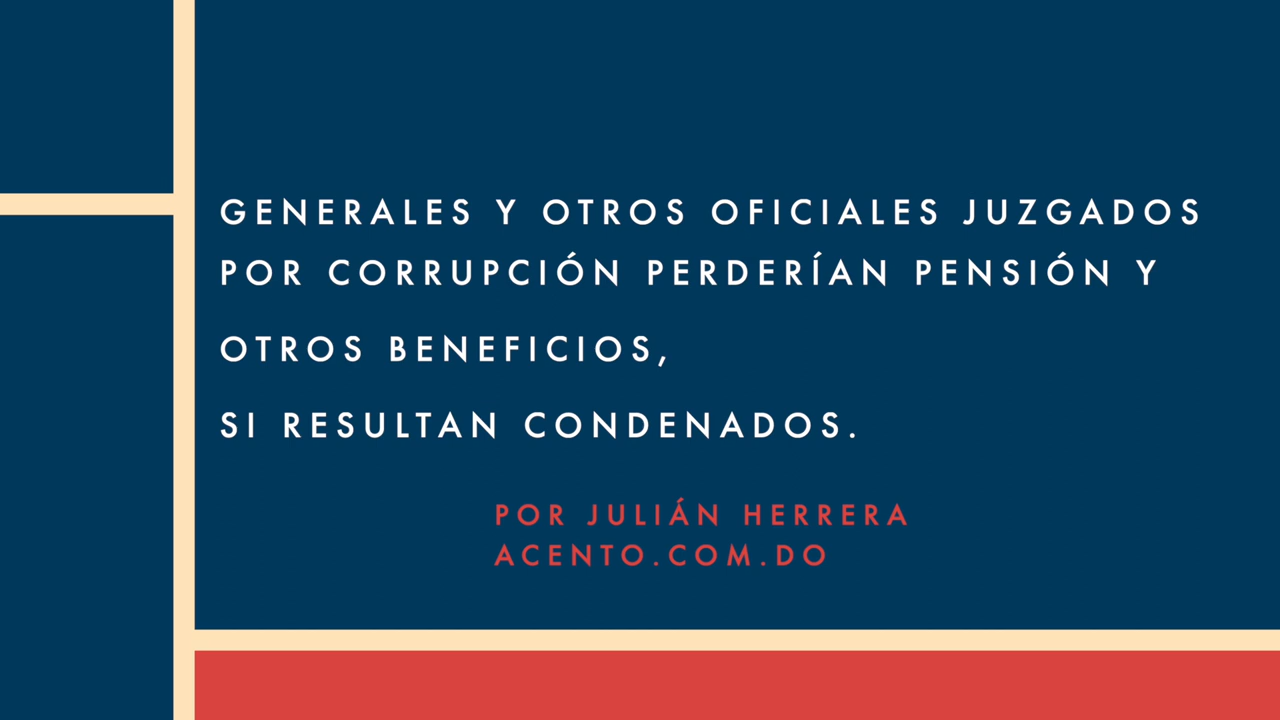 GENERALES Y OTROS OFICIALES JUZGADOS
POR CORRUPCIÓN PERDERÍAN PENSIÓN Y
OTROS BENEFICIOS,
SI RESULTAN CONDENADOS.
POR JULIÁN HERRERA
ACENTO.COM.DO